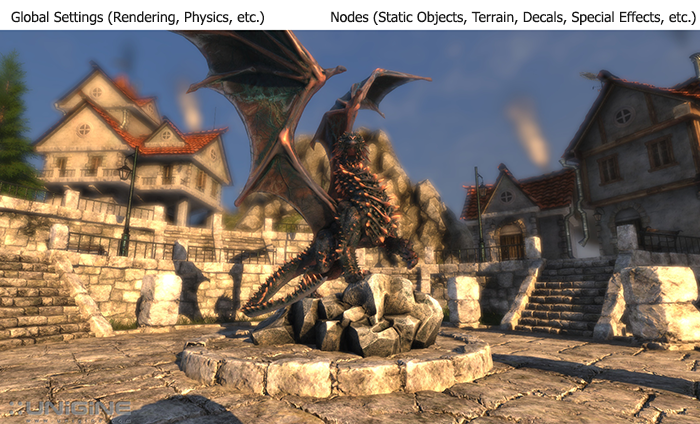 Global Settings (Rendering, Physics, etc.)
Nodes (Static Objects, Terrain, Decals, Special Effects, etc.)
UNIGINE